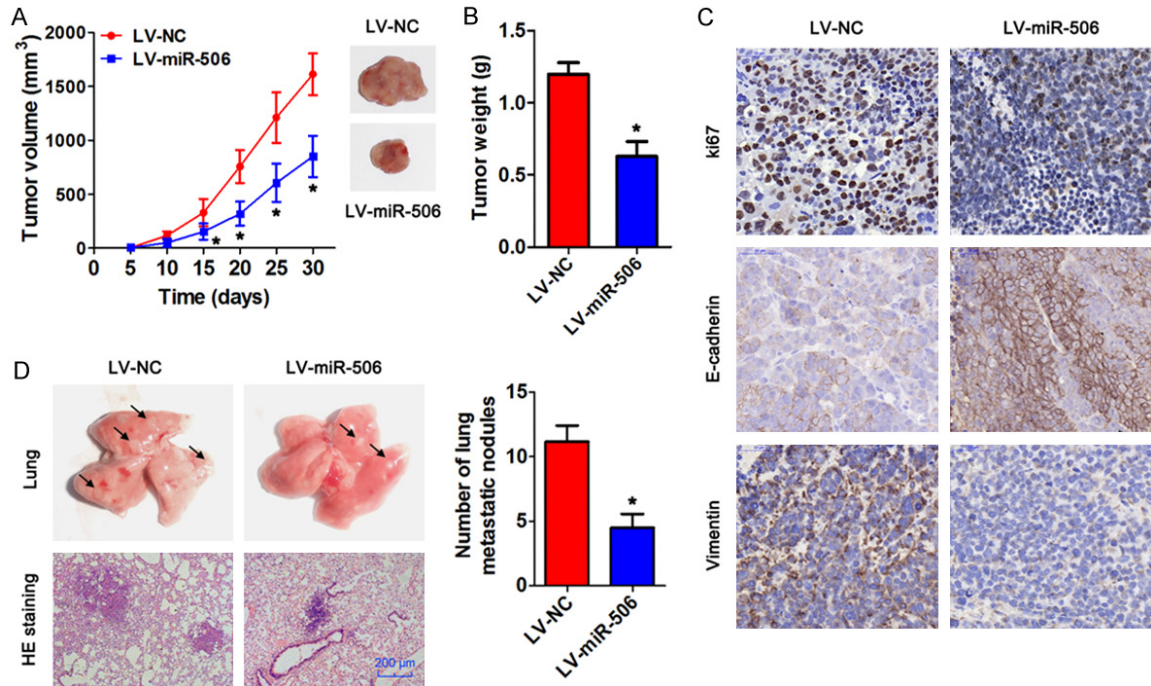 A
Tumor volume (mm3)
2000
1500
1000
500
0
LV-NC
LV-miR-506
*
*
*
*
0 5 10 15 20 25 30
Time (days)
LV-NC
LV-miR-506
B
Tumor weight (g)
1.5
1.0
0.5
0.0
*
LV-NC
LV-miR-506
C
LV-NC LV-miR-506
ki67
E-cadherin
Vimentin
D
LV-NC LV-miR-506
Lung
HE staining
200 μm
Number of lung
metastatic nodules
15
10
5
0
*
LV-NC
LV-miR-506